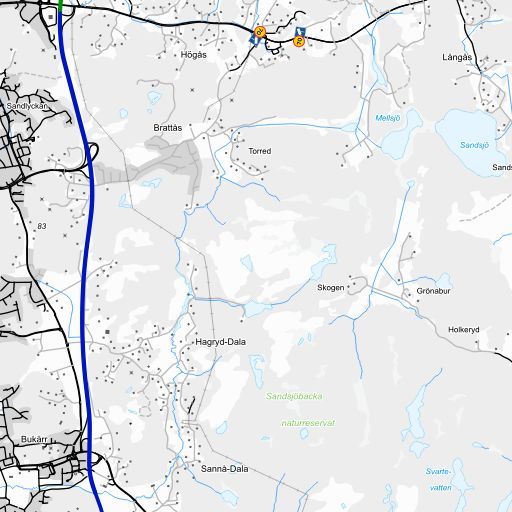 Högås
Långås
Sandlyckan
Brattås
Mellsjö
Torred
Sandsjö
Sands
83
Skogen
Grönabur
Holkeryd
Hagryd-Dala
Sandsjöbacka
naturreservat
Bukärr
Sanna-Dala
Svarte-
vatten